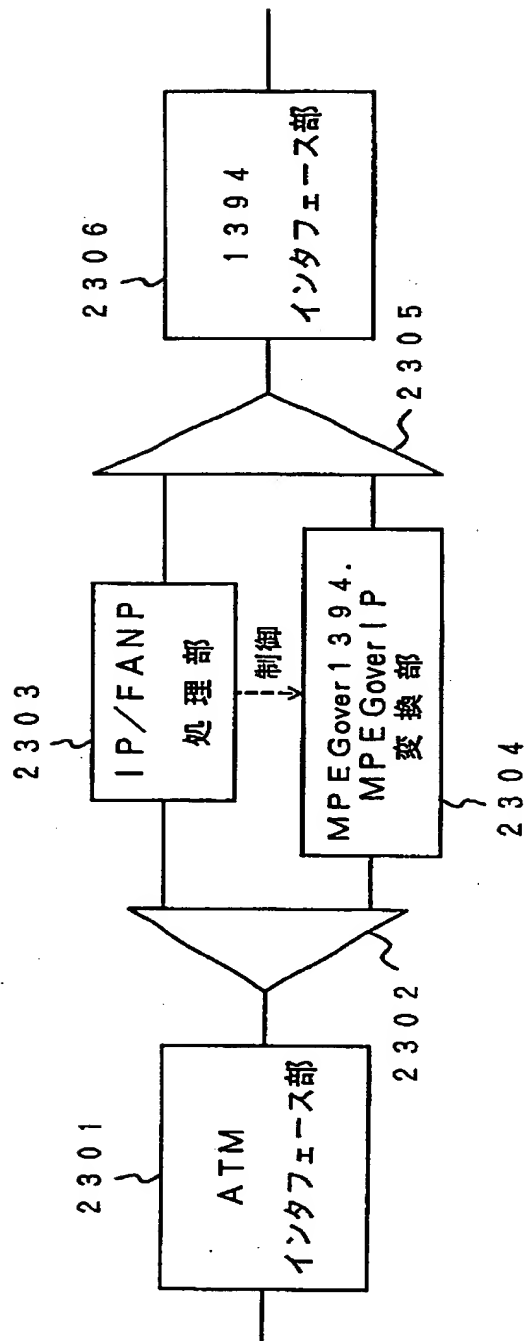 2301
ATM
インタフェース部
2302
2303
IP/FANP
処理部
制御
MPEGover1394.
MPEGoverIP
変換部
2304
2305
2306
1394
インタフェース部